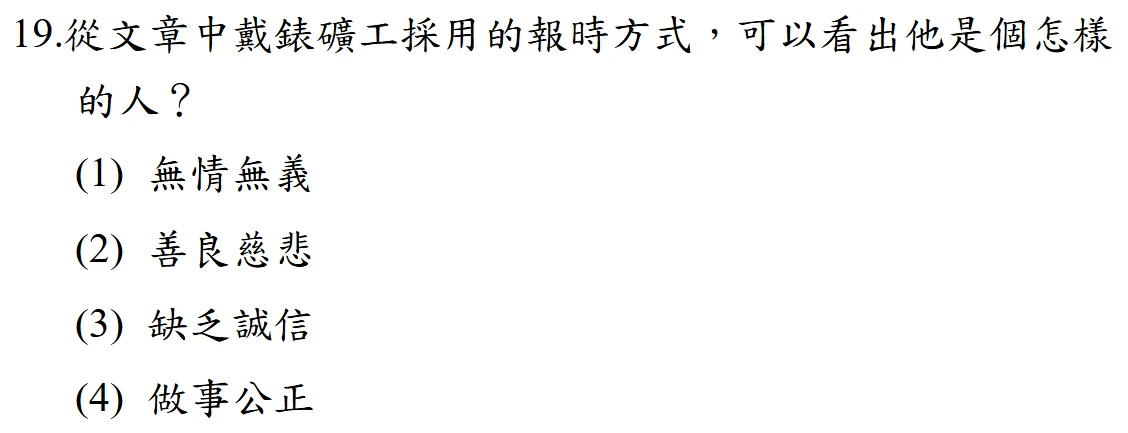 19.從文章中戴錶礦工採用的報時方式，可以看出他是個怎樣
的人？
(1) 無情無義
(2) 善良慈悲
(3) 缺乏誠信
(4) 做事公正